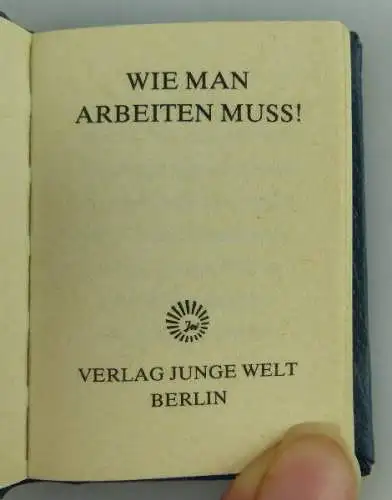 WIE MAN
ARBEITEN MUSS!
VERLAG JUNGE WELT
BERLIN